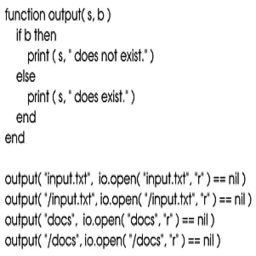 function output( s, b )
if b then
print ( s, " does not exist." )
else
print ( s, " does exist." )
end
end
output( "input.txt", io.open( "input.txt", "r" ) == nil )
output( "/input.txt", io.open( "/input.txt", "r" ) == nil )
output( "docs", io.open( "docs", "r" ) == nil )
output( "/docs", io.open( "/docs", "r" ) == nil )